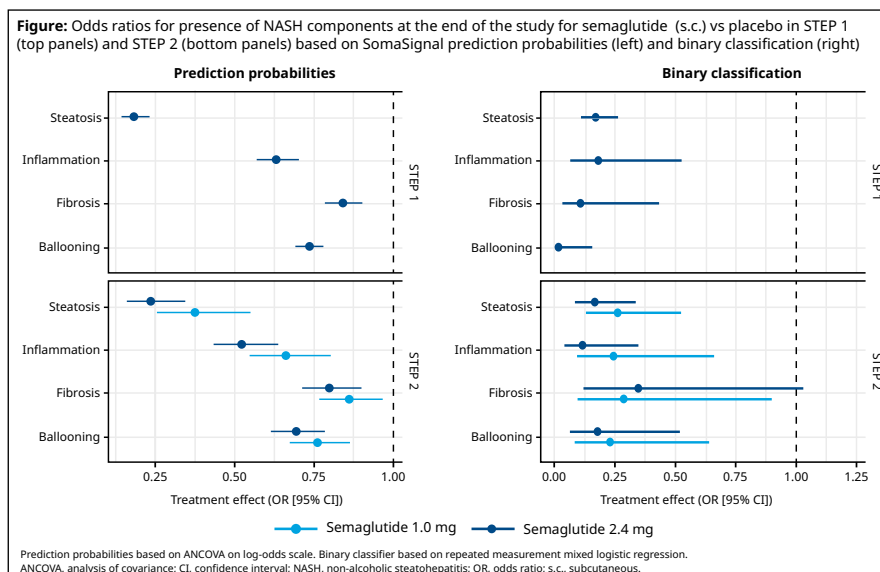 Figure: Odds ratios for presence of NASH components at the end of the study for semaglutide (s.c.) vs placebo in STEP 1
(top panels) and STEP 2 (bottom panels) based on SomaSignal prediction probabilities (left) and binary classification (right)
Prediction probabilities
Steatosis
Inflammation
Fibrosis
Ballooning
STEP 1
Steatosis
Inflammation
Fibrosis
Ballooning
STEP 2
0.25 0.50 0.75 1.00
Treatment effect (OR [95% CI])
Binary classification
Steatosis
Inflammation
Fibrosis
Ballooning
STEP 1
Steatosis
Inflammation
Fibrosis
Ballooning
STEP 2
0.00 0.25 0.50 0.75 1.00 1.25
Treatment effect (OR [95% CI])
Semaglutide 1.0 mg Semaglutide 2.4 mg
Prediction probabilities based on ANCOVA on log-odds scale. Binary classifier based on repeated measurement mixed logistic regression.
ANCOVA, analysis of covariance; CI, confidence interval; NASH, non-alcoholic steatohepatitis; OR, odds ratio; s.c., subcutaneous.